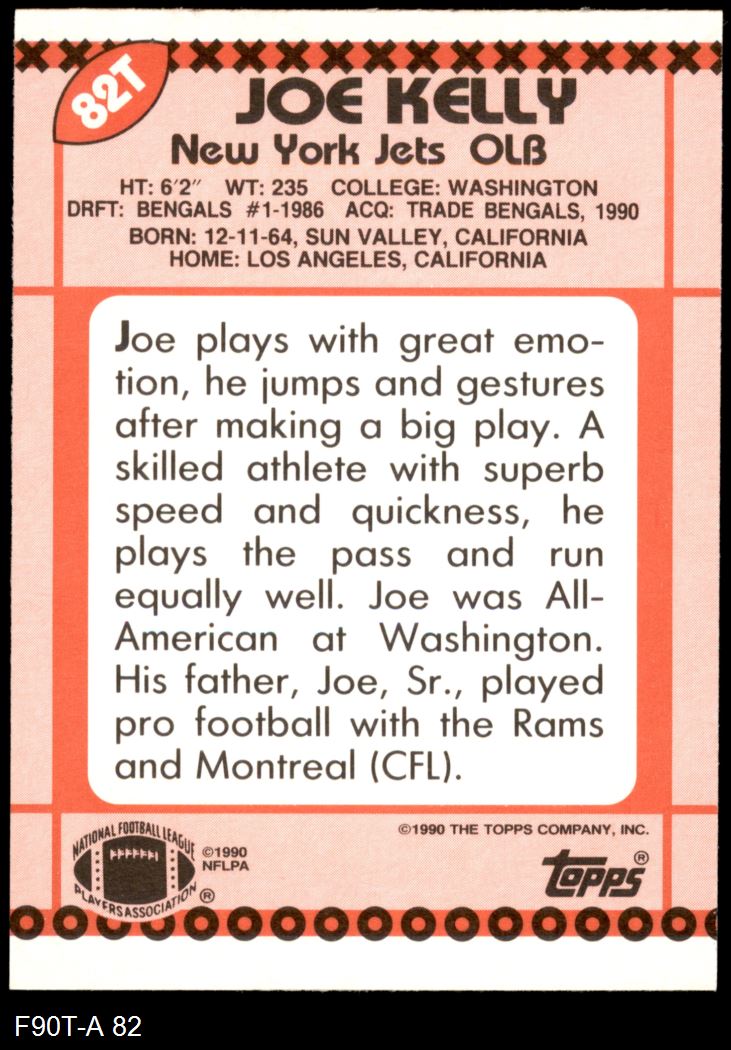 82T
JOE KELLY
New York Jets OLB
HT: 6'2" WT: 235 COLLEGE: WASHINGTON
DRFT: BENGALS #1-1986 ACQ: TRADE BENGALS, 1990
BORN: 12-11-64, SUN VALLEY, CALIFORNIA
HOME: LOS ANGELES, CALIFORNIA
Joe plays with great emo-
tion, he jumps and gestures
after making a big play. A
skilled athlete with superb
speed and quickness, he
plays the pass and run
equally well. Joe was All-
American at Washington.
His father, Joe, Sr., played
pro football with the Rams
and Montreal (CFL).
©1990 THE TOPPS COMPANY, INC.
NATIONAL FOOTBALL LEAGUE
PLAYERS ASSOCIATION
®
©1990
NFLPA
topps®
F90T-A 82